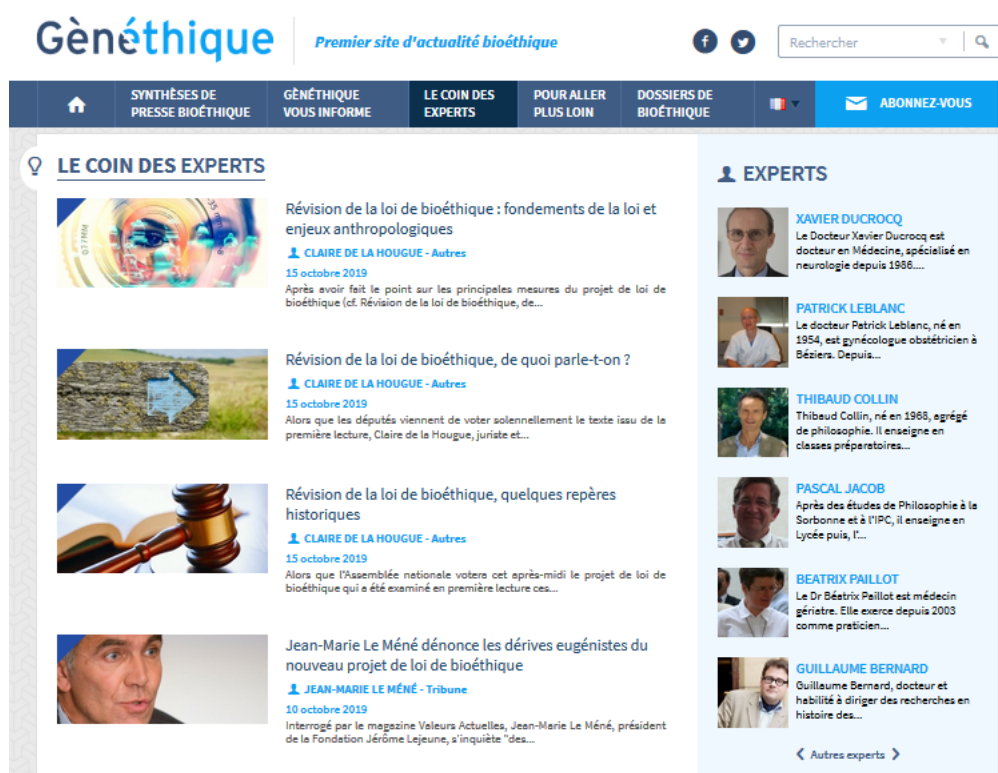 Gènéthique
Premier site d'actualité bioéthique
Rechercher
SYNTHÈSES DE
PRESSE BIOÉTHIQUE
GÈNÉTHIQUE
VOUS INFORME
LE COIN DES
EXPERTS
POUR ALLER
PLUS LOIN
DOSSIERS DE
BIOÉTHIQUE
ABONNEZ-VOUS
LE COIN DES EXPERTS
077MM
35 mm
Révision de la loi de bioéthique : fondements de la loi et
enjeux anthropologiques
CLAIRE DE LA HOUGUE - Autres
15 octobre 2019
Après avoir fait le point sur les principales mesures du projet de loi de
bioéthique (cf. Révision de la loi de bioéthique, de...
Révision de la loi de bioéthique, de quoi parle-t-on ?
CLAIRE DE LA HOUGUE - Autres
15 octobre 2019
Alors que les députés viennent de voter solennellement le texte issu de la
première lecture, Claire de la Hougue, juriste et...
Révision de la loi de bioéthique, quelques repères
historiques
CLAIRE DE LA HOUGUE - Autres
15 octobre 2019
Alors que l'Assemblée nationale votera cet après-midi le projet de loi de
bioéthique qui a été examiné en première lecture ces...
Jean-Marie Le Méné dénonce les dérives eugénistes du
nouveau projet de loi de bioéthique
JEAN-MARIE LE MÉNÉ - Tribune
10 octobre 2019
Interrogé par le magazine Valeurs Actuelles, Jean-Marie Le Méné, président
de la Fondation Jérôme Lejeune, s'inquiète "des...
EXPERTS
XAVIER DUCROCQ
Le Docteur Xavier Ducrocq est
docteur en Médecine, spécialisé en
neurologie depuis 1986....
PATRICK LEBLANC
Le docteur Patrick Leblanc, né en
1954, est gynécologue obstétricien à
Béziers. Depuis...
THIBAUD COLLIN
Thibaud Collin, né en 1968, agrégé
de philosophie. Il enseigne en
classes préparatoires...
PASCAL JACOB
Après des études de Philosophie à la
Sorbonne et à l'IPC, il enseigne en
Lycée puis, l'...
BEATRIX PAILLOT
Le Dr Béatrix Paillot est médecin
gériatre. Elle exerce depuis 2003
comme praticien...
GUILLAUME BERNARD
Guillaume Bernard, docteur et
habilité à diriger des recherches en
histoire des...
Autres experts